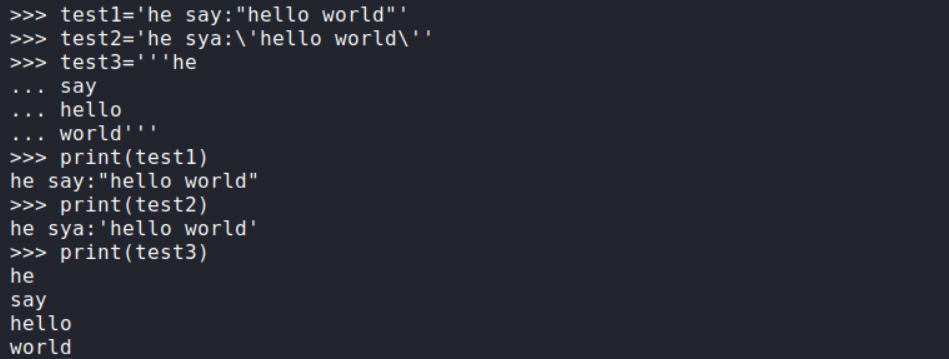 >>> test1='he say:"hello world"'
>>> test2='he sya:\'hello world\''
>>> test3='''he
... say
... hello
... world'''
>>> print(test1)
he say:"hello world"
>>> print(test2)
he sya:'hello world'
>>> print(test3)
he
say
hello
world